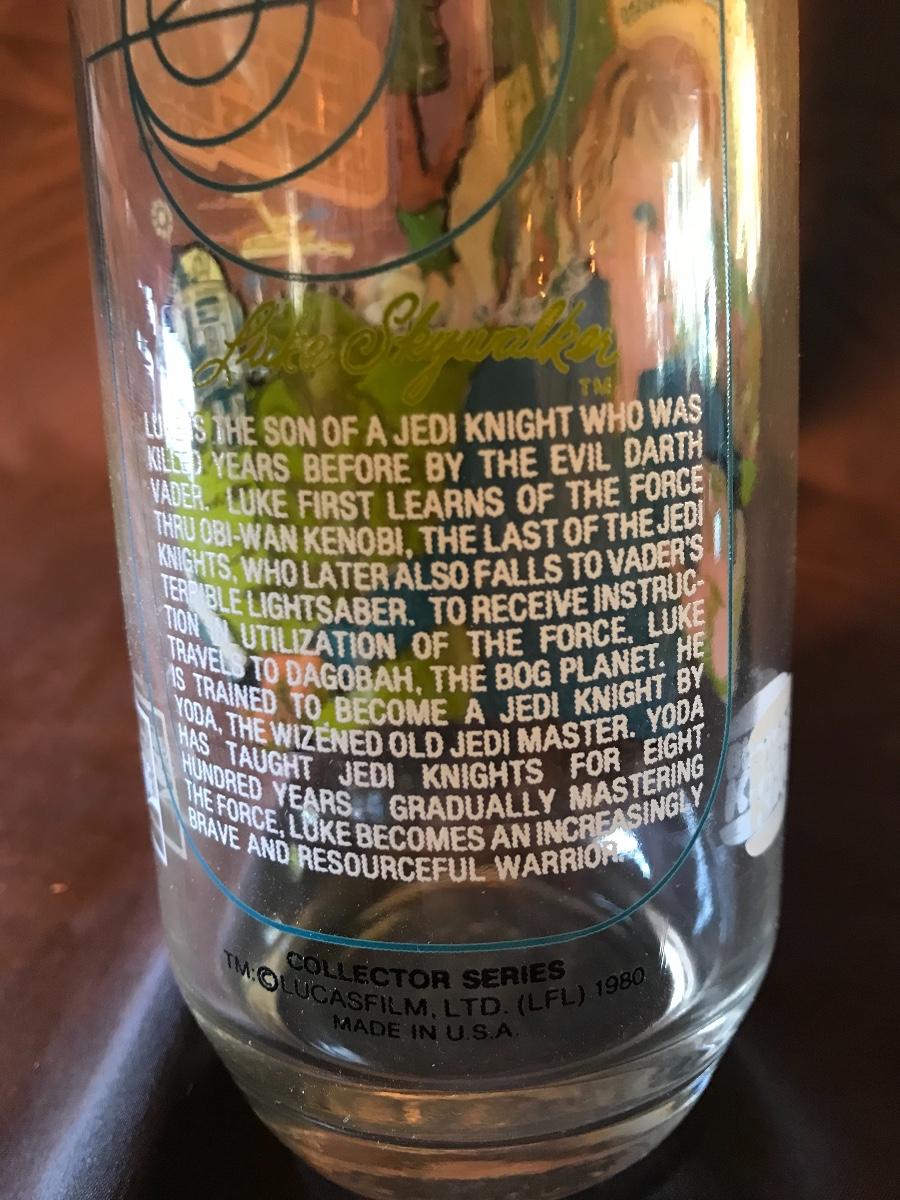 Luke Skywalker
TM
LUKE IS THE SON OF A JEDI KNIGHT WHO WAS
KILLED YEARS BEFORE BY THE EVIL DARTH
VADER. LUKE FIRST LEARNS OF THE FORCE
THRU OBI-WAN KENOBI, THE LAST OF THE JEDI
KNIGHTS, WHO LATER ALSO FALLS TO VADER'S
TERRIBLE LIGHTSABER. TO RECEIVE INSTRUC-
TION UTILIZATION OF THE FORCE, LUKE
TRAVELS TO DAGOBAH, THE BOG PLANET. HE
IS TRAINED TO BECOME A JEDI KNIGHT BY
YODA, THE WIZENED OLD JEDI MASTER. YODA
HAS TAUGHT JEDI KNIGHTS FOR EIGHT
HUNDRED YEARS GRADUALLY MASTERING
THE FORCE, LUKE BECOMES AN INCREASINGLY
BRAVE AND RESOURCEFUL WARRIOR.
COLLECTOR SERIES
TM:©LUCASFILM, LTD. (LFL) 1980
MADE IN U.S.A.